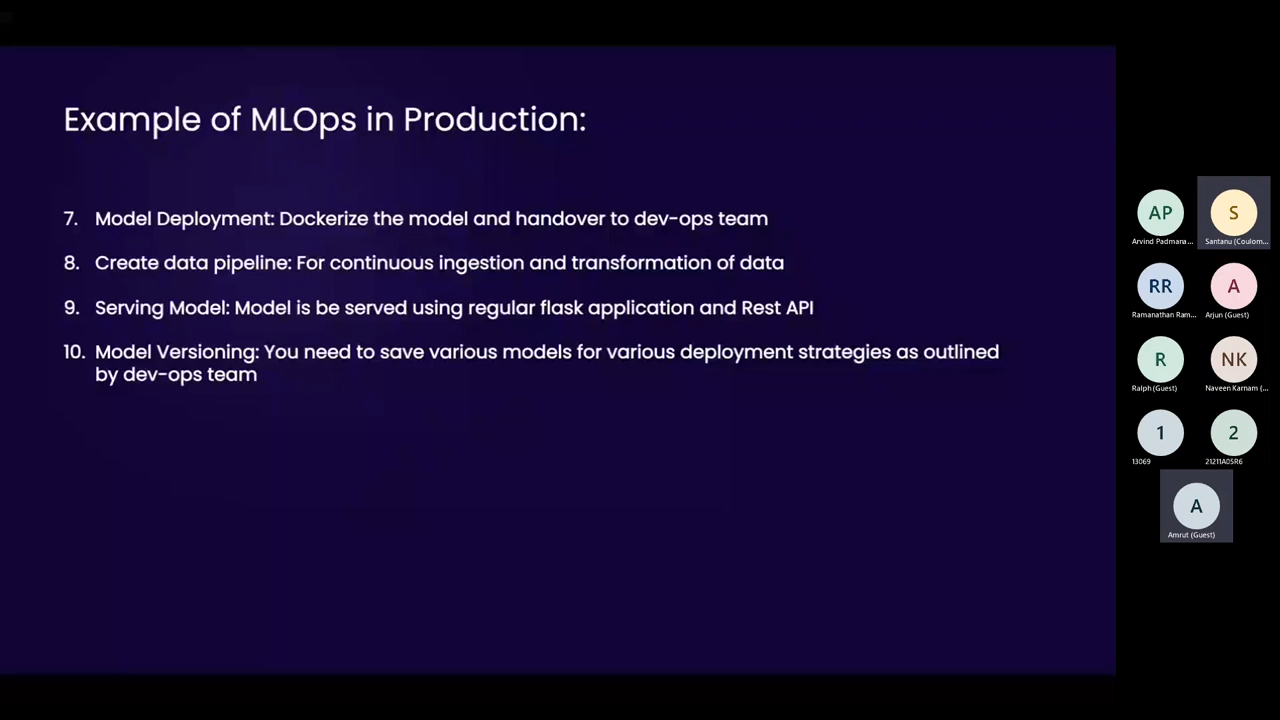 Example of MLOps in Production:
7. Model Deployment: Dockerize the model and handover to dev-ops team
8. Create data pipeline: For continuous ingestion and transformation of data
9. Serving Model: Model is be served using regular flask application and Rest API
10. Model Versioning: You need to save various models for various deployment strategies as outlined
by dev-ops team
AP
S
Arvind Padmana...
Santanu (Coulom...
RR
A
Ramanathan Ram...
Arjun (Guest)
R
NK
Ralph (Guest)
Naveen Karnam (...
1
2
13069
21211A05R6
A
Amrut (Guest)